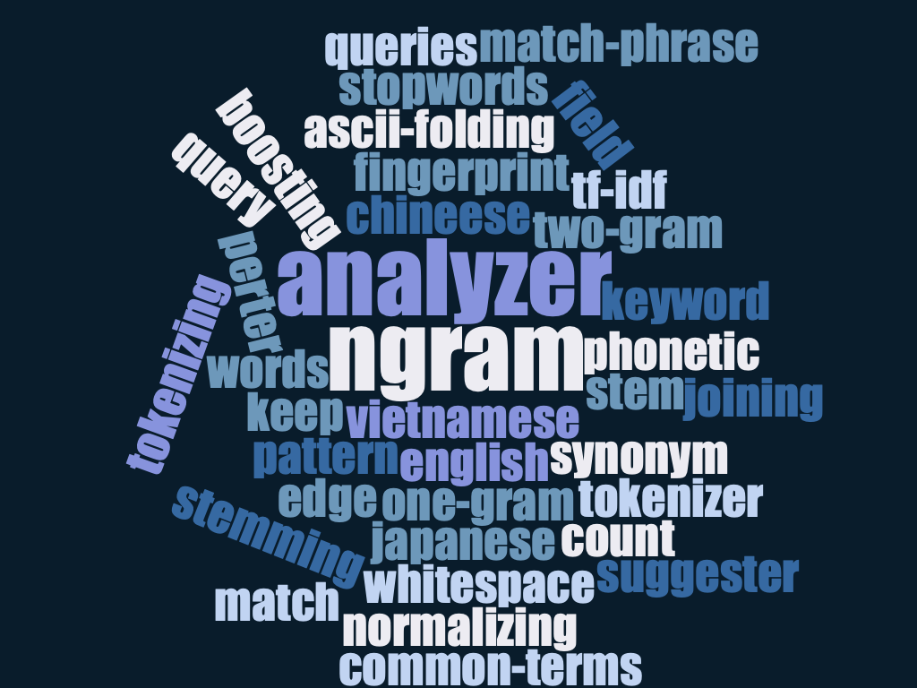 queries match-phrase
stopwords
field
boosting
ascii-folding
query
fingerprint
tf-idf
chineese
two-gram
perter
analyzer
keyword
tokenizing
ngram
phonetic
words
stem
joining
keep
vietnamese
pattern
english
synonym
edge
one-gram
tokenizer
stemming
japanese
count
whitespace
suggester
match
normalizing
common-terms